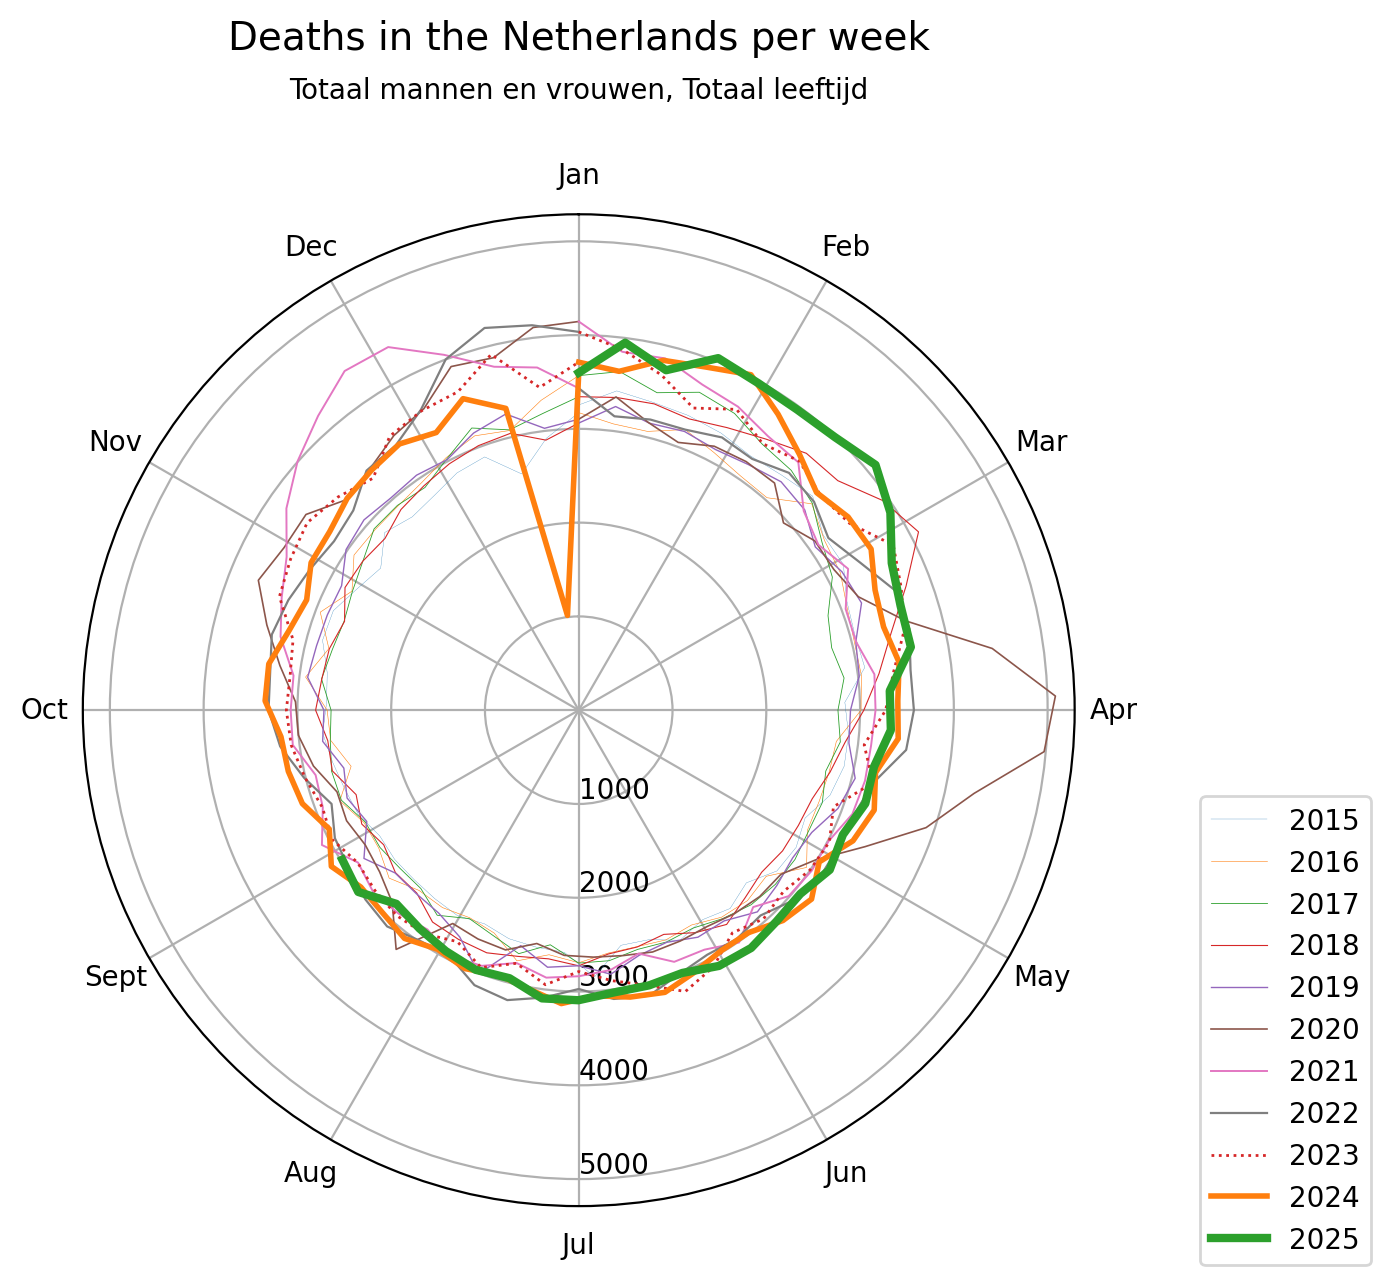 Deaths in the Netherlands per week
Totaal mannen en vrouwen, Totaal leeftijd
Jan
Dec
Feb
Nov
Mar
Oct
Apr
1000
2000
3000
4000
5000
Sept
May
Aug
Jun
Jul
2015
2016
2017
2018
2019
2020
2021
2022
2023
2024
2025